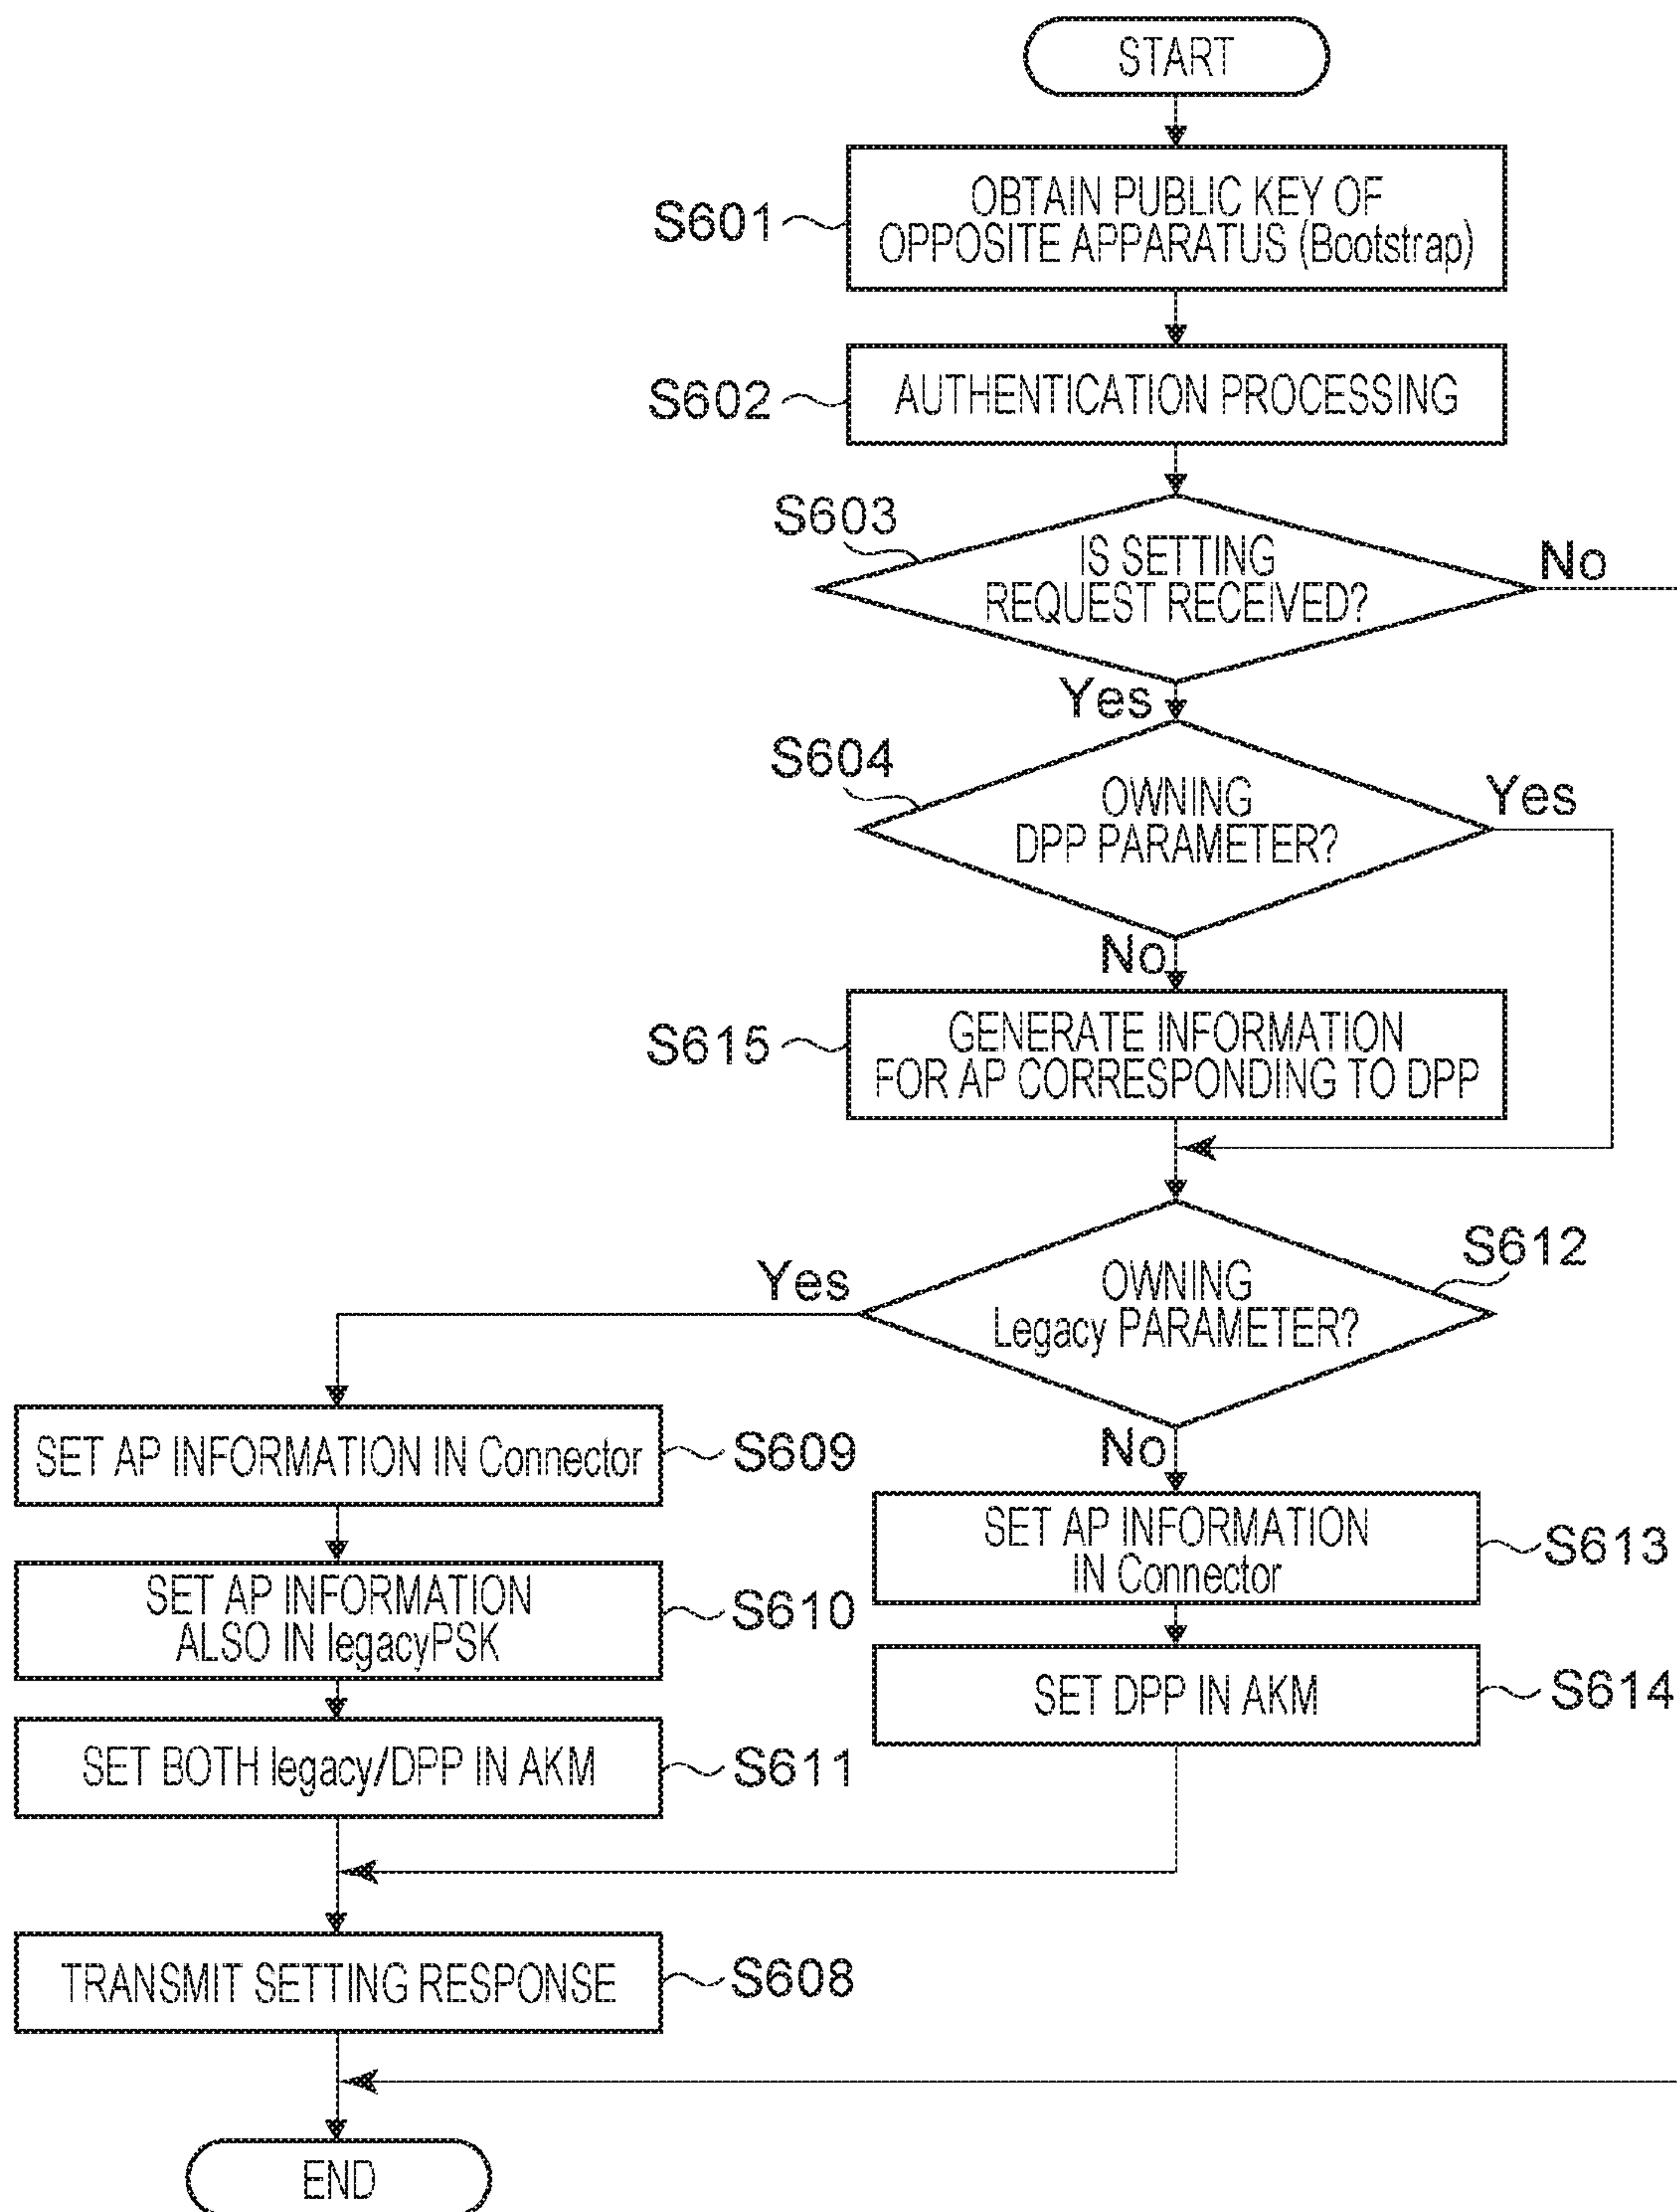 START
S601
OBTAIN PUBLIC KEY OF
OPPOSITE APPARATUS (Bootstrap)
S602
AUTHENTICATION PROCESSING
S603
IS SETTING
REQUEST RECEIVED?
No
Yes
S604
OWNING
DPP PARAMETER?
Yes
No
S615
GENERATE INFORMATION
FOR AP CORRESPONDING TO DPP
S612
OWNING
Legacy PARAMETER?
Yes
No
SET AP INFORMATION IN Connector
S609
SET AP INFORMATION
ALSO IN legacyPSK
S610
SET BOTH legacy/DPP IN AKM
S611
SET AP INFORMATION
IN Connector
S613
SET DPP IN AKM
S614
TRANSMIT SETTING RESPONSE
S608
END